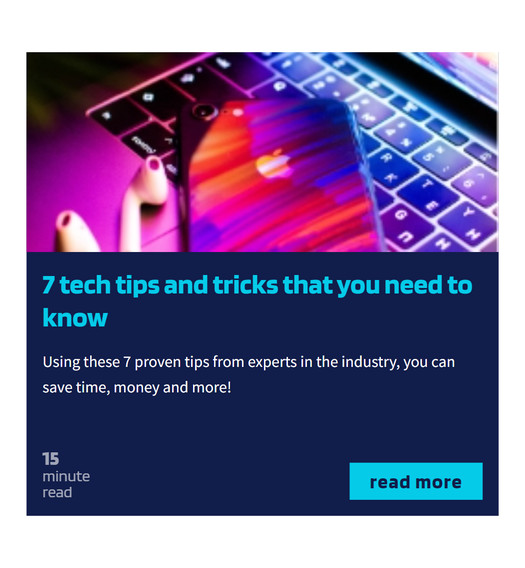 7 tech tips and tricks that you need to
know
Using these 7 proven tips from experts in the industry, you can
save time, money and more!
15
minute
read
read more